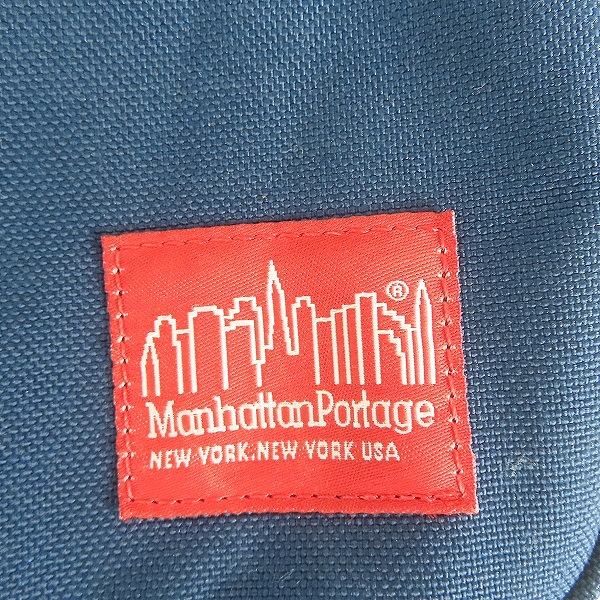 ®
ManhattanPortage
NEW YORK, NEW YORK USA